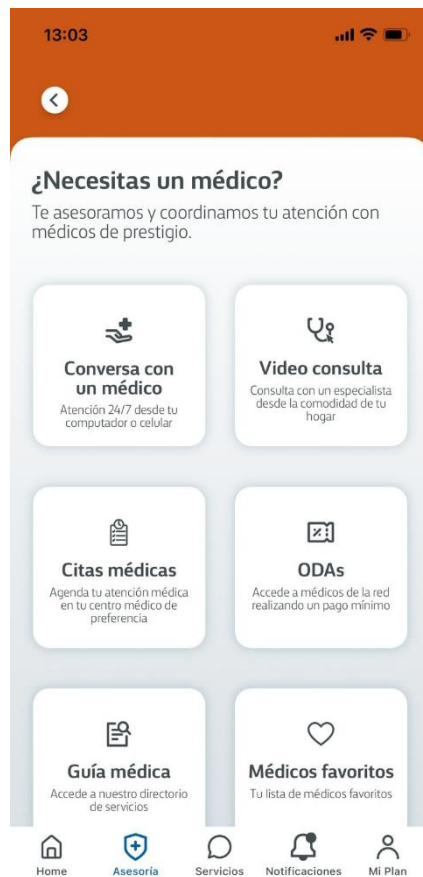 13:03
¿Necesitas un médico?
Te asesoramos y coordinamos tu atención con
médicos de prestigio.
Conversa con
un médico
Atención 24/7 desde tu
computador o celular
Video consulta
Consulta con un especialista
desde la comodidad de tu
hogar
Citas médicas
Agenda tu atención médica
en tu centro médico de
preferencia
ODAs
Accede a médicos de la red
realizando un pago mínimo
Guía médica
Accede a nuestro directorio
de servicios
Médicos favoritos
Tu lista de médicos favoritos
Home
Asesoría
Servicios
Notificaciones
Mi Plan